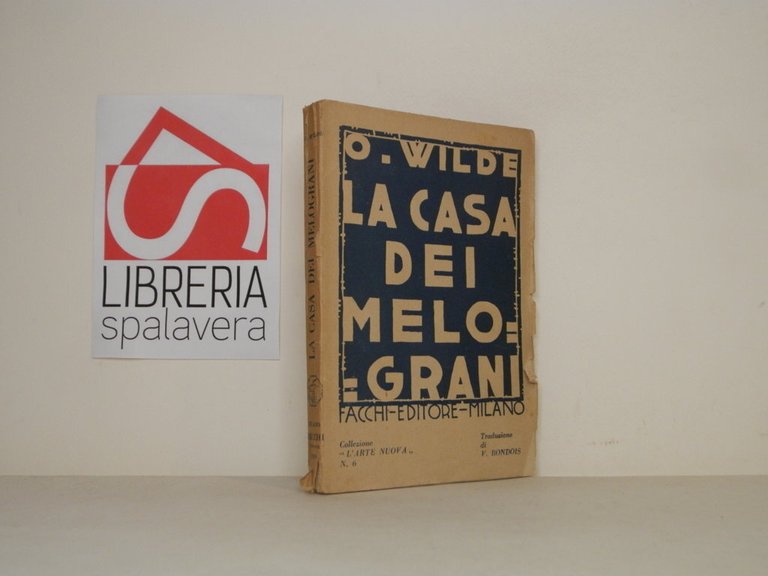 LIBRERIA
spalavera
LA CASA DEI MELOGRANI
O. WILDE
LA CASA
DEI
MELO=
=GRANI
FACCHI-EDITORE-MILANO
Collezione
"L'ARTE NUOVA"
N. 6
Traduzione
di
V. BONDOIS